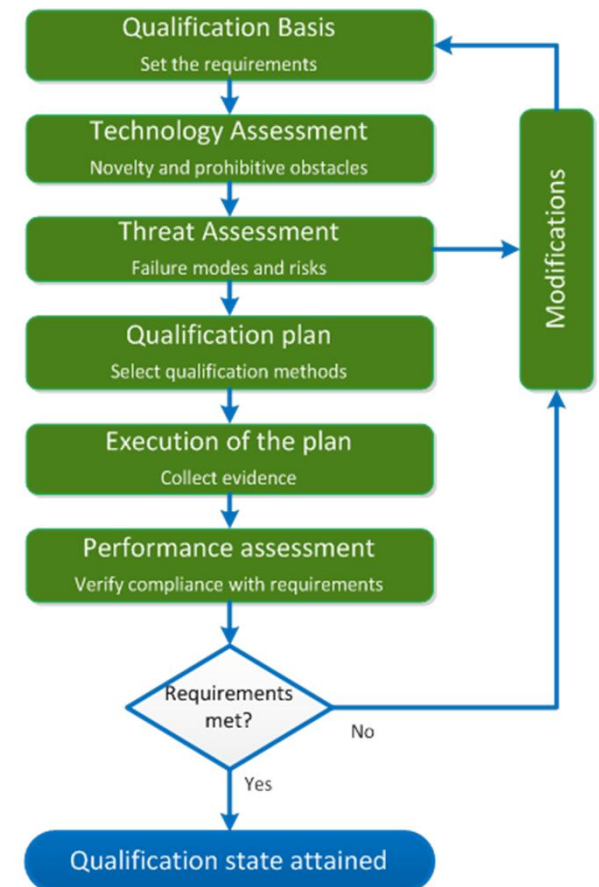 Qualification Basis
Set the requirements
Technology Assessment
Novelty and prohibitive obstacles
Threat Assessment
Failure modes and risks
Modifications
Qualification plan
Select qualification methods
Execution of the plan
Collect evidence
Performance assessment
Verify compliance with requirements
Requirements
met?
No
Yes
Qualification state attained